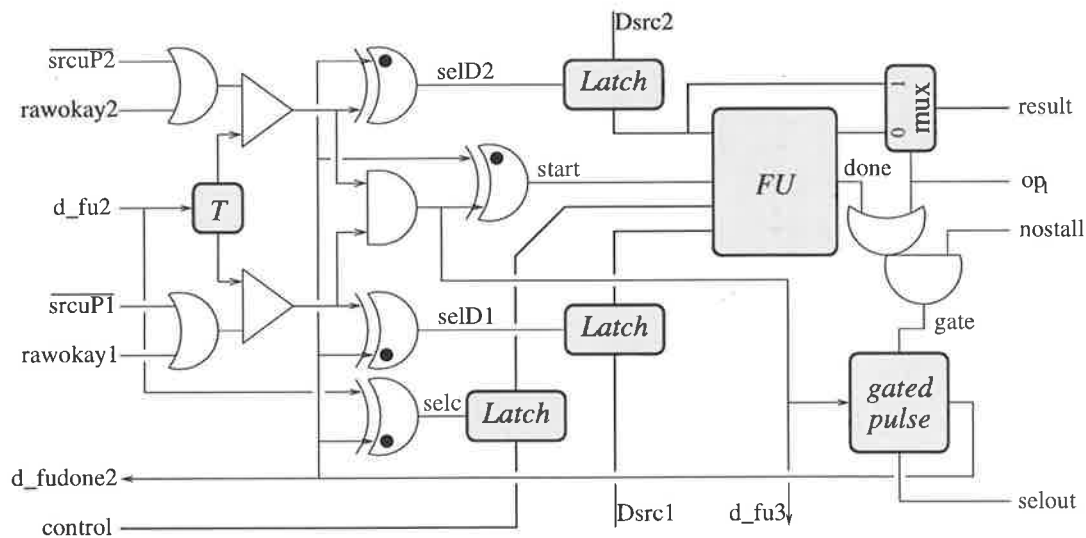 Dsrc2
srcuP2
rawokay2
selD2
Latch
1
0
mux
result
d_fu2
T
start
FU
done
op1
nostall
srcuP1
rawokay1
selD1
Latch
gate
selc
Latch
gated
pulse
d_fudone2
control
Dsrc1
d_fu3
selout